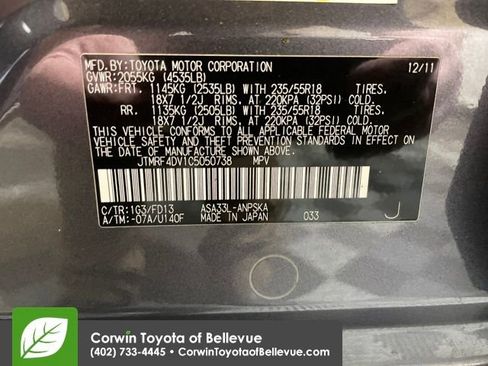 MFD. BY: TOYOTA MOTOR CORPORATION 12/11
GVWR: 2055KG (4535LB)
GAWR: FRT. 1145KG (2535LB) WITH 235/55R18 TIRES.
18X7 1/2J RIMS. AT 220KPA (32PSI) COLD.
RR. 1135KG (2505LB) WITH 235/55R18 TIRES.
18X7 1/2J RIMS. AT 220KPA (32PSI) COLD.
THIS VEHICLE CONFORMS TO ALL APPLICABLE FEDERAL MOTOR
VEHICLE SAFETY AND THEFT PREVENTION STANDARDS IN EFFECT ON
THE DATE OF MANUFACTURE SHOWN ABOVE.
JTMRF4DV1C5050738 MPV
C/TR: 1G3/FD13 ASA33L-ANPSKA
A/TM: -07A/U140F MADE IN JAPAN 033 J
Corwin Toyota of Bellevue
(402) 733-4445 • CorwinToyotaofBellevue.com